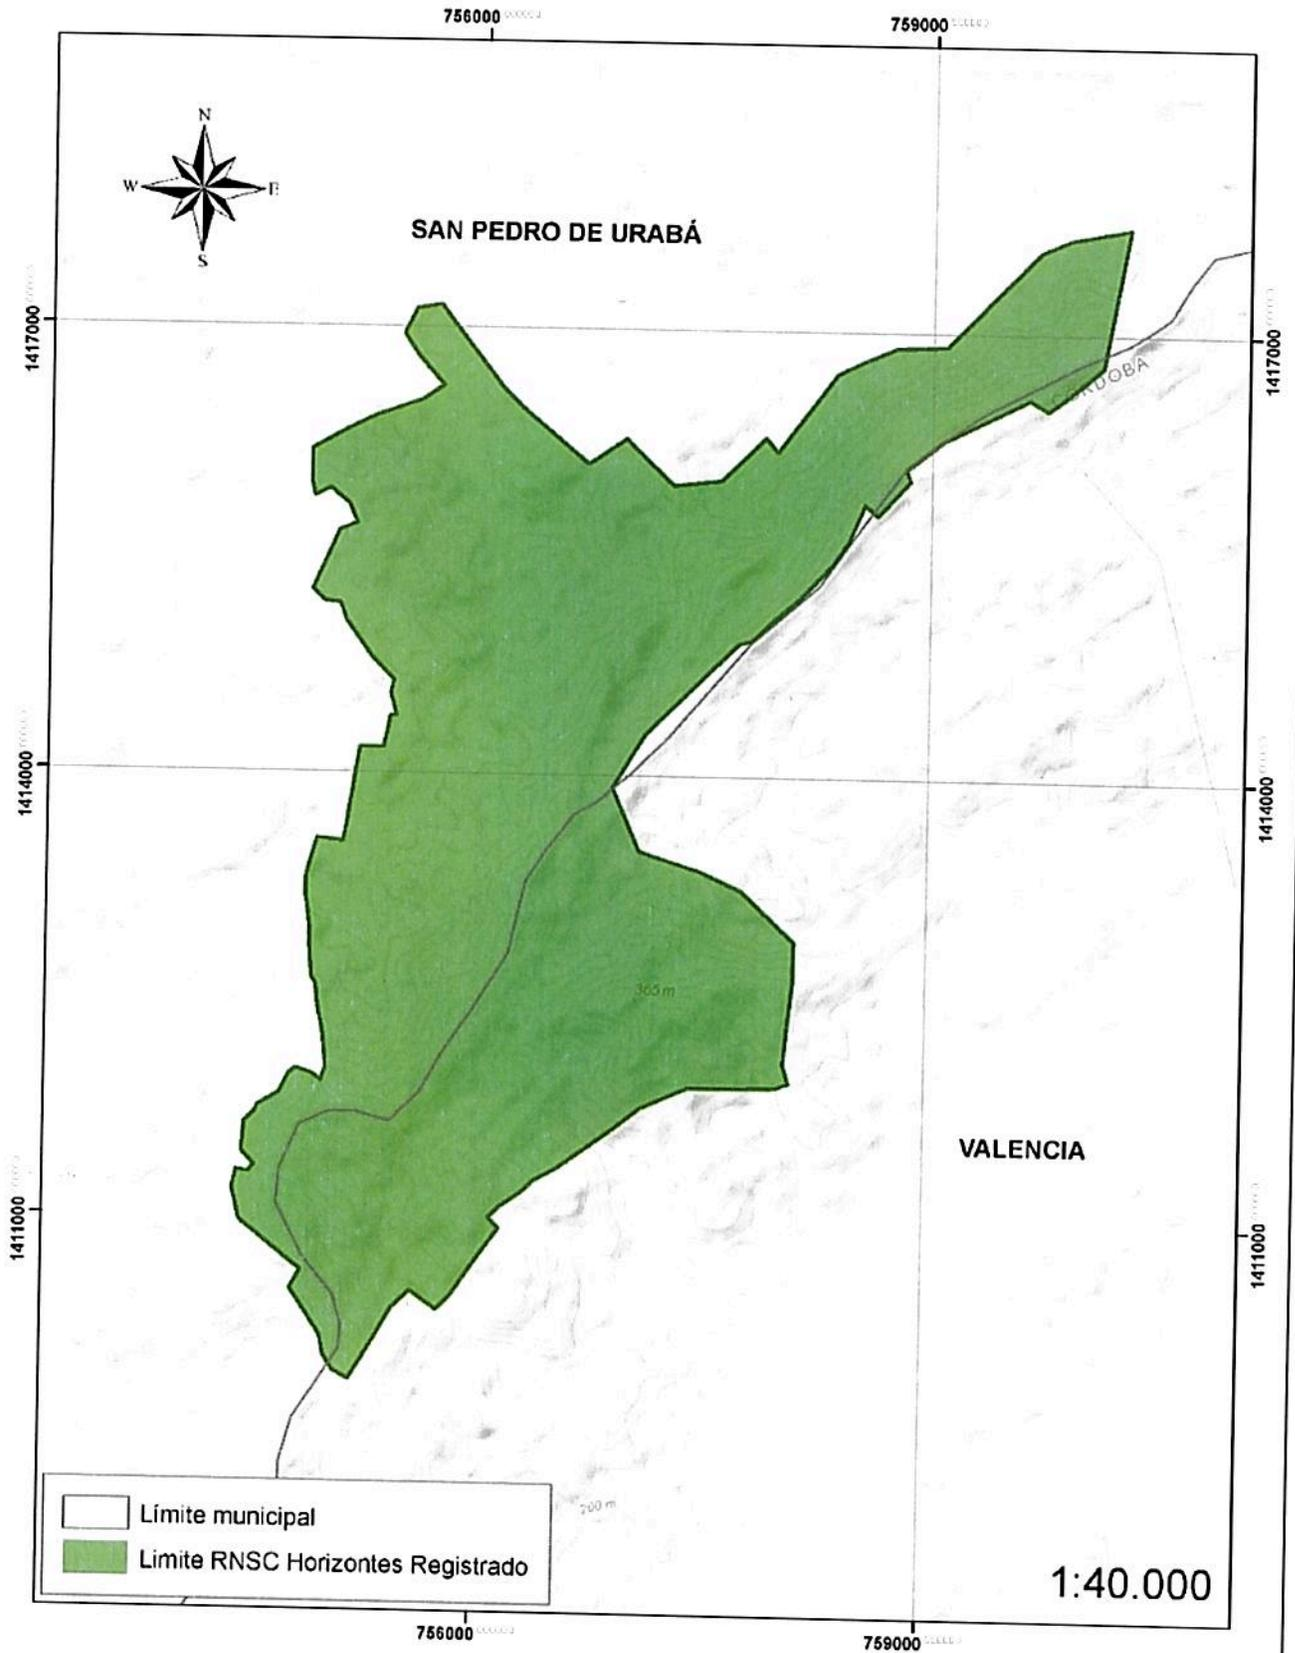 756000
759000
N
W
E
S
SAN PEDRO DE URABÁ
1417000
1417000
CÓRDOBA
1414000
1414000
365 m
VALENCIA
1411000
1411000
200 m
Límite municipal
Limite RNSC Horizontes Registrado
1:40.000
756000
759000